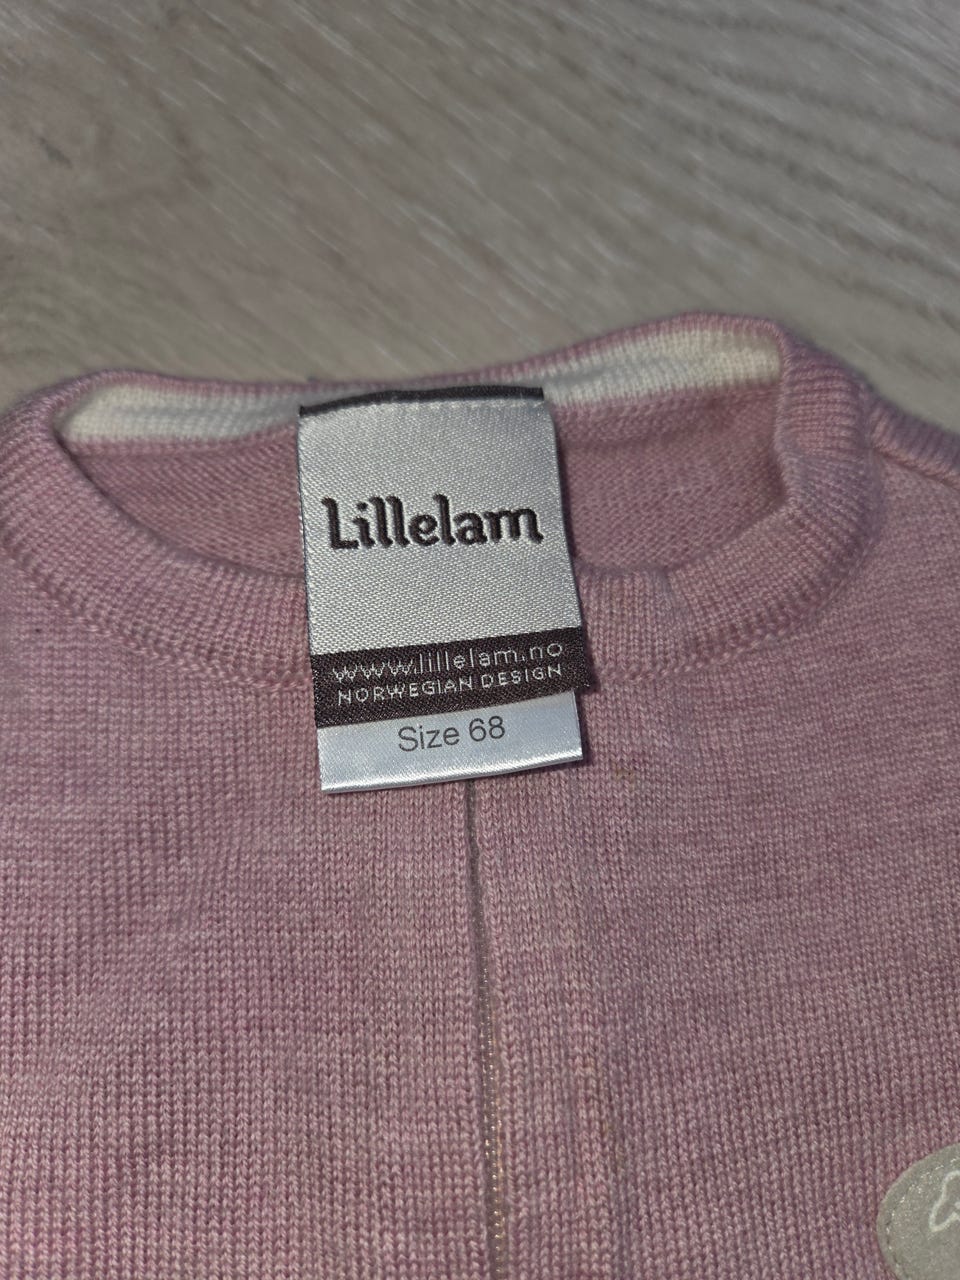 Lillelam
www.lillelam.no
NORWEGIAN DESIGN
Size 68